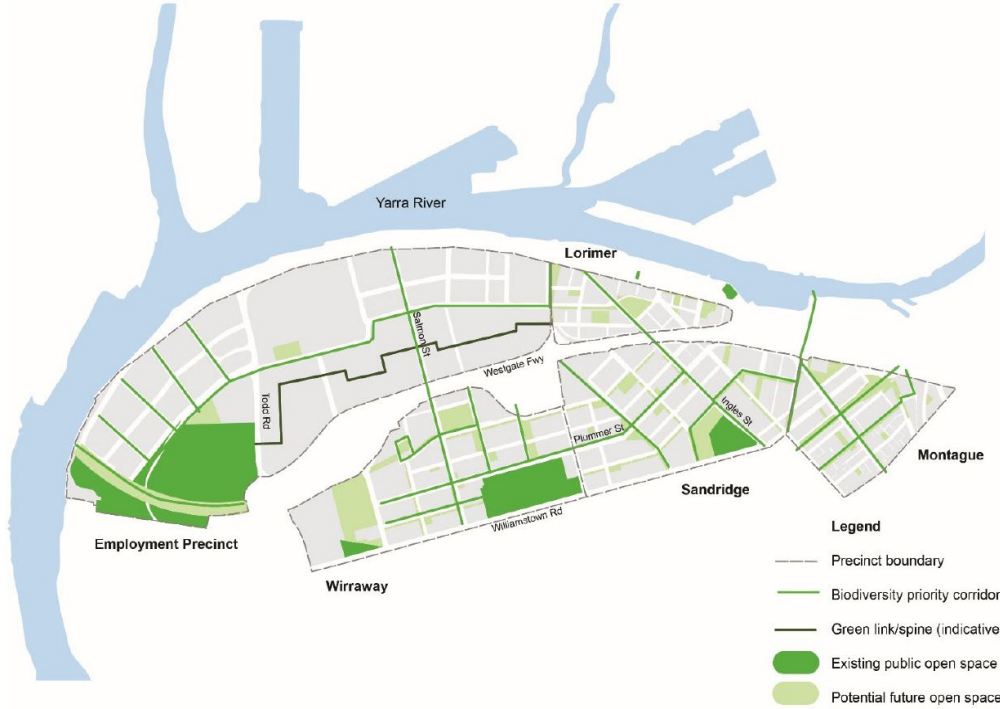 Yarra River
Lorimer
Salmon St
Westgate Fwy
Todd Rd
Ingles St
Plummer St
Montague
Sandridge
Williamstown Rd
Employment Precinct
Wirraway
Legend
Precinct boundary
Biodiversity priority corridor
Green link/spine (indicative
Existing public open space
Potential future open space